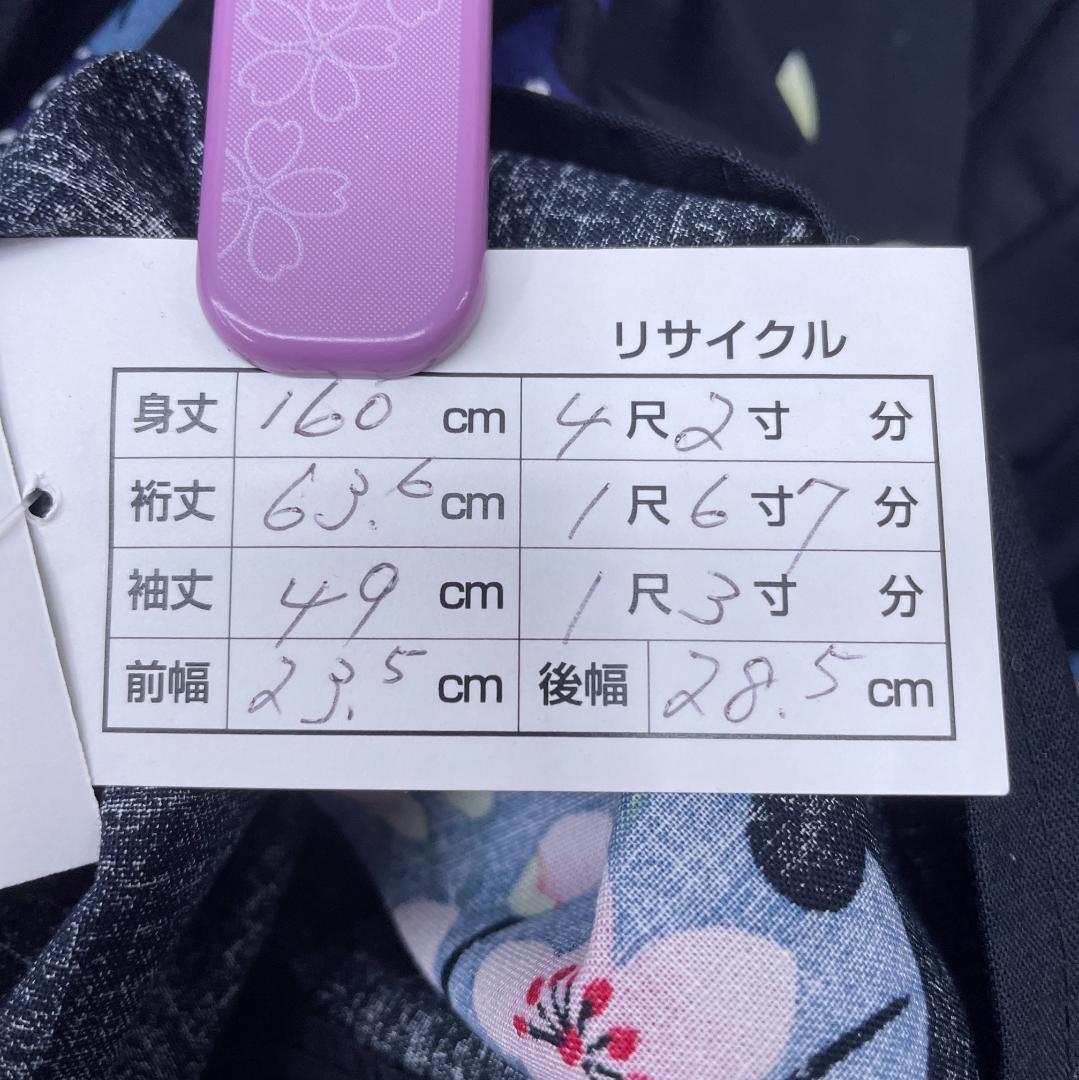 リサイクル
身丈 160 cm 4尺2寸 分
裄丈 63.6 cm 1尺6寸7分
袖丈 49 cm 1尺3寸 分
前幅 23.5 cm 後幅 28.5 cm